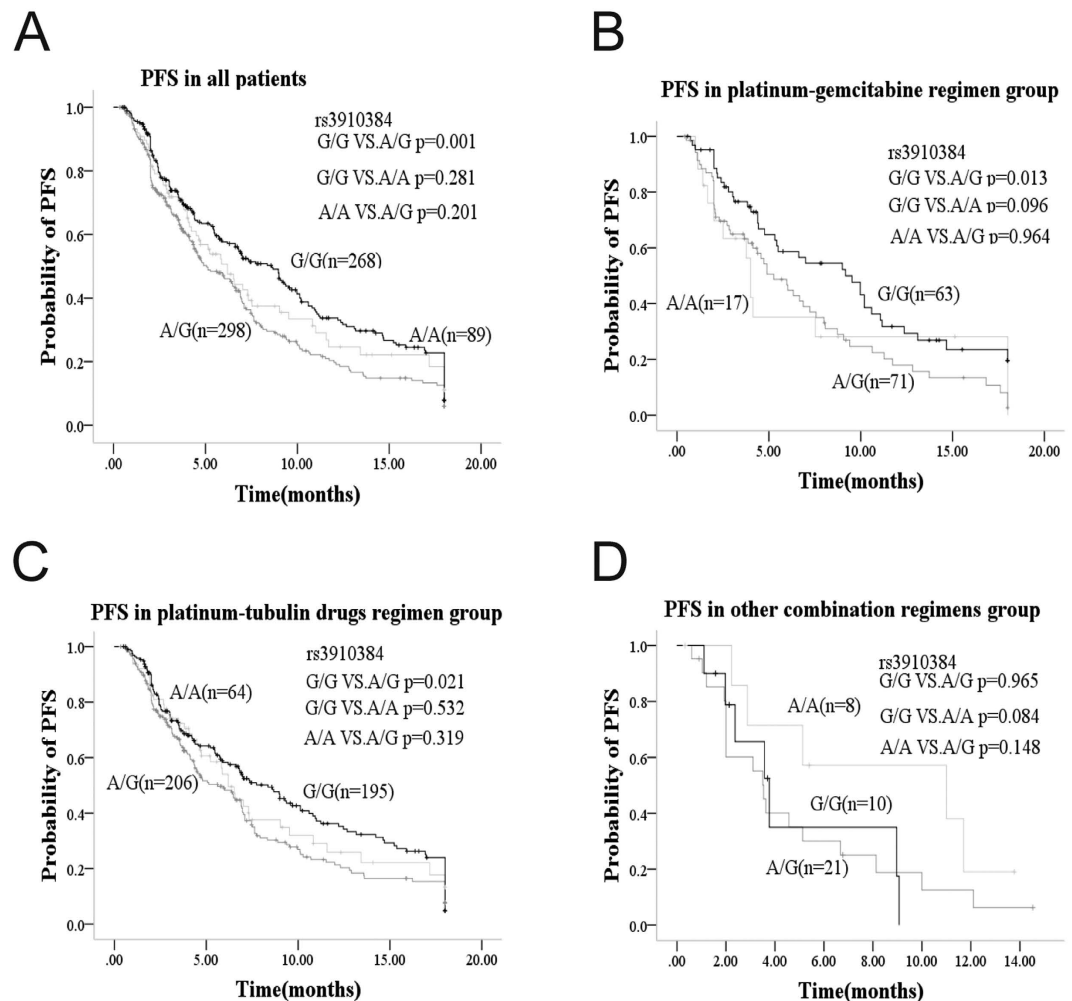 A
PFS in all patients
rs3910384
G/G VS.A/G p=0.001
G/G VS.A/A p=0.281
A/A VS.A/G p=0.201
G/G(n=268)
A/G(n=298)
A/A(n=89)
Probability of PFS
1.0
0.8
0.6
0.4
0.2
0.0
.00 5.00 10.00 15.00 20.00
Time(months)
B
PFS in platinum-gemcitabine regimen group
rs3910384
G/G VS.A/G p=0.013
G/G VS.A/A p=0.096
A/A VS.A/G p=0.964
A/A(n=17)
G/G(n=63)
A/G(n=71)
Probability of PFS
1.0
0.8
0.6
0.4
0.2
0.0
.00 5.00 10.00 15.00 20.00
Time(months)
C
PFS in platinum-tubulin drugs regimen group
rs3910384
G/G VS.A/G p=0.021
G/G VS.A/A p=0.532
A/A VS.A/G p=0.319
A/A(n=64)
A/G(n=206)
G/G(n=195)
Probability of PFS
1.0
0.8
0.6
0.4
0.2
0.0
.00 5.00 10.00 15.00 20.00
Time(months)
D
PFS in other combination regimens group
rs3910384
G/G VS.A/G p=0.965
G/G VS.A/A p=0.084
A/A VS.A/G p=0.148
A/A(n=8)
G/G(n=10)
A/G(n=21)
Probability of PFS
1.0
0.8
0.6
0.4
0.2
0.0
.00 2.00 4.00 6.00 8.00 10.00 12.00 14.00
Time(months)